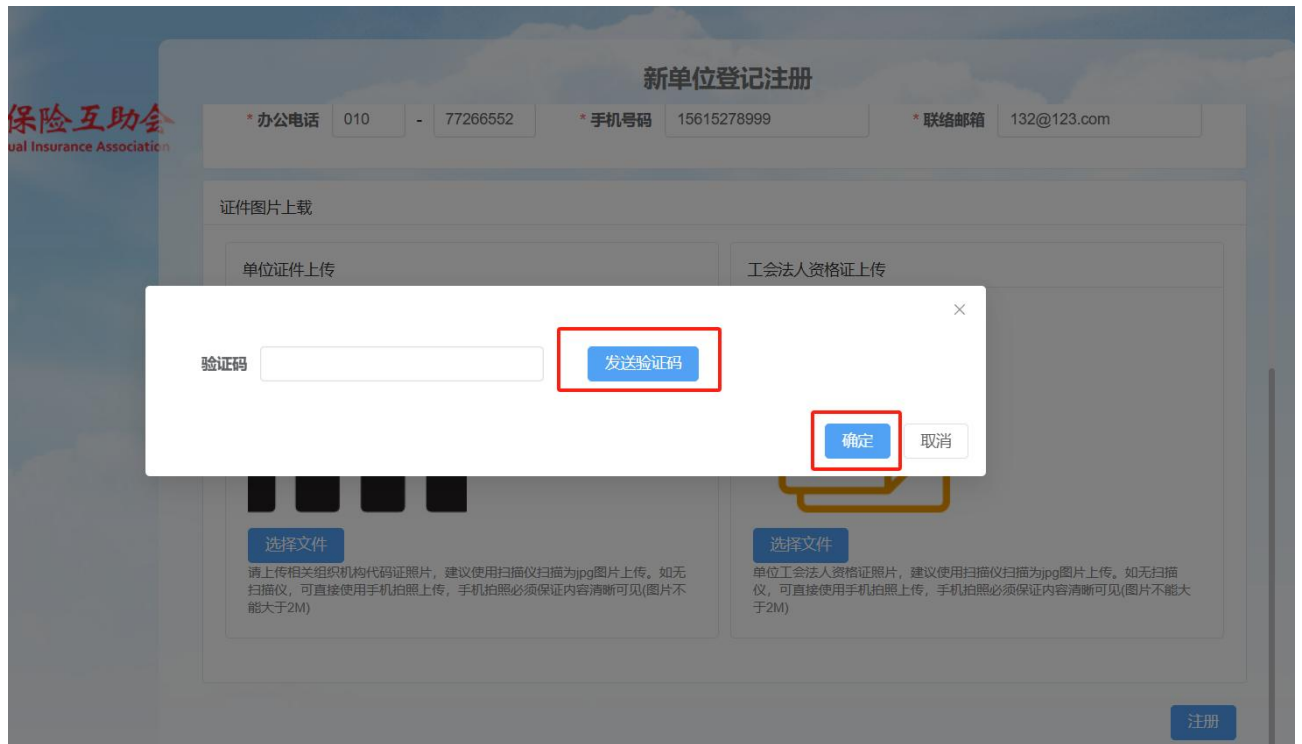 新单位登记注册
保险互助会
ual Insurance Association
* 办公电话 010 - 77266552 * 手机号码 15615278999 * 联络邮箱 132@123.com
证件图片上载
单位证件上传 工会法人资格证上传
×
验证码 发送验证码
确定 取消
选择文件
请上传相关组织机构代码证照片，建议使用扫描仪扫描为jpg图片上传。如无
扫描仪，可直接使用手机拍照上传，手机拍照必须保证内容清晰可见(图片不
能大于2M)
选择文件
单位工会法人资格证照片，建议使用扫描仪扫描为jpg图片上传。如无扫描
仪，可直接使用手机拍照上传，手机拍照必须保证内容清晰可见(图片不能大
于2M)
注册